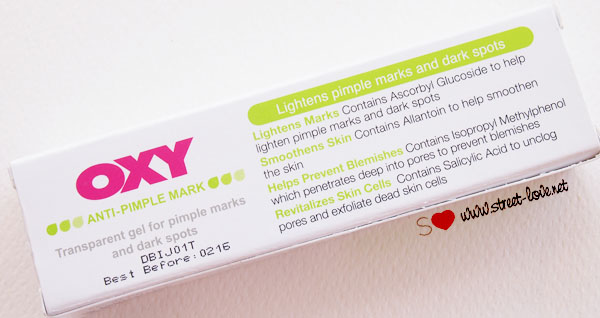 OXY
ANTI-PIMPLE MARK
Transparent gel for pimple marks
and dark spots
DBIJ01T
Best Before:0216
Lightens pimple marks and dark spots
Lightens Marks Contains Ascorbyl Glucoside to help
lighten pimple marks and dark spots
Smoothens Skin Contains Allantoin to help smoothen
the skin
Helps Prevent Blemishes Contains Isopropyl Methylphenol
which penetrates deep into pores to prevent blemishes
Revitalizes Skin Cells Contains Salicylic Acid to unclog
pores and exfoliate dead skin cells
S www.street-love.net